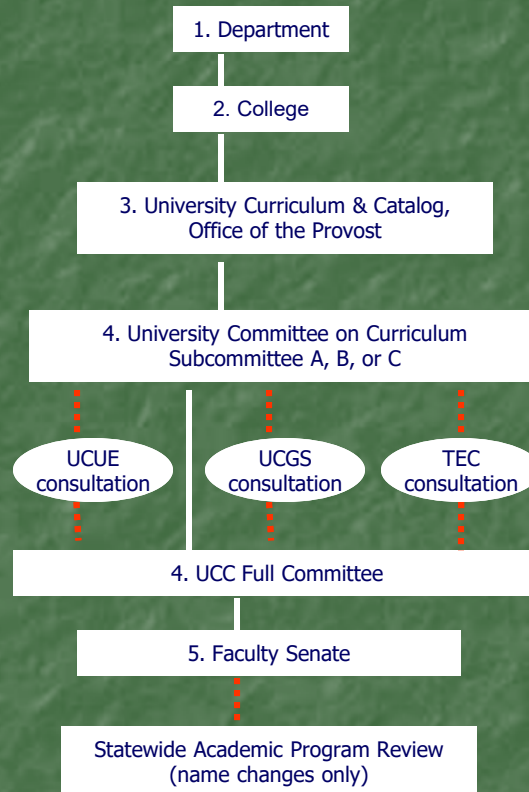 1. Department
2. College
3. University Curriculum & Catalog,
Office of the Provost
4. University Committee on Curriculum
Subcommittee A, B, or C
UCUE
consultation
UCGS
consultation
TEC
consultation
4. UCC Full Committee
5. Faculty Senate
Statewide Academic Program Review
(name changes only)